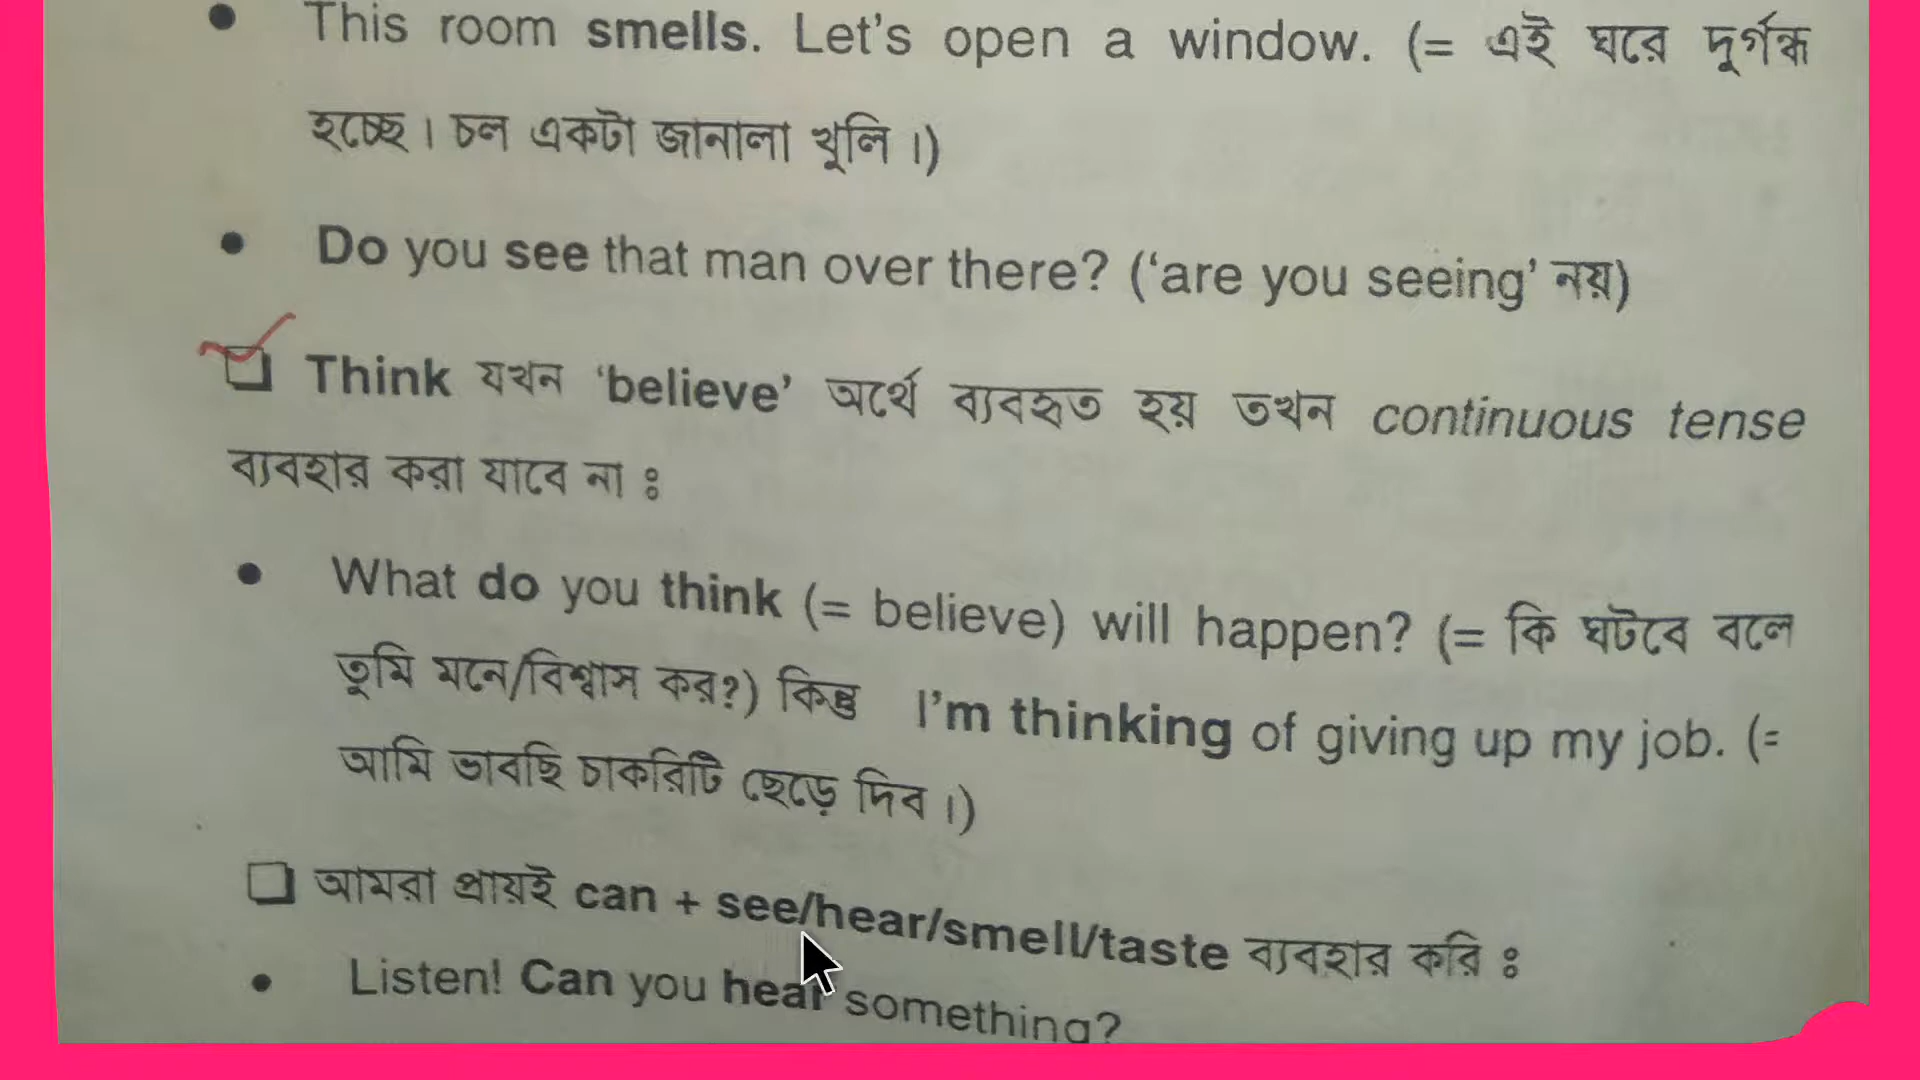 • This room smells. Let's open a window. (= এই ঘরে দুর্গন্ধ
হচ্ছে। চল একটা জানালা খুলি।)
• Do you see that man over there? ('are you seeing' নয়)
❑ Think যখন 'believe' অর্থে ব্যবহৃত হয় তখন continuous tense
ব্যবহার করা যাবে না ঃ
• What do you think (= believe) will happen? (= কি ঘটবে বলে
তুমি মনে/বিশ্বাস কর?) কিন্তু I'm thinking of giving up my job. (=
আমি ভাবছি চাকরিটি ছেড়ে দিব।)
❑ আমরা প্রায়ই can + see/hear/smell/taste ব্যবহার করি ঃ
• Listen! Can you hear something?